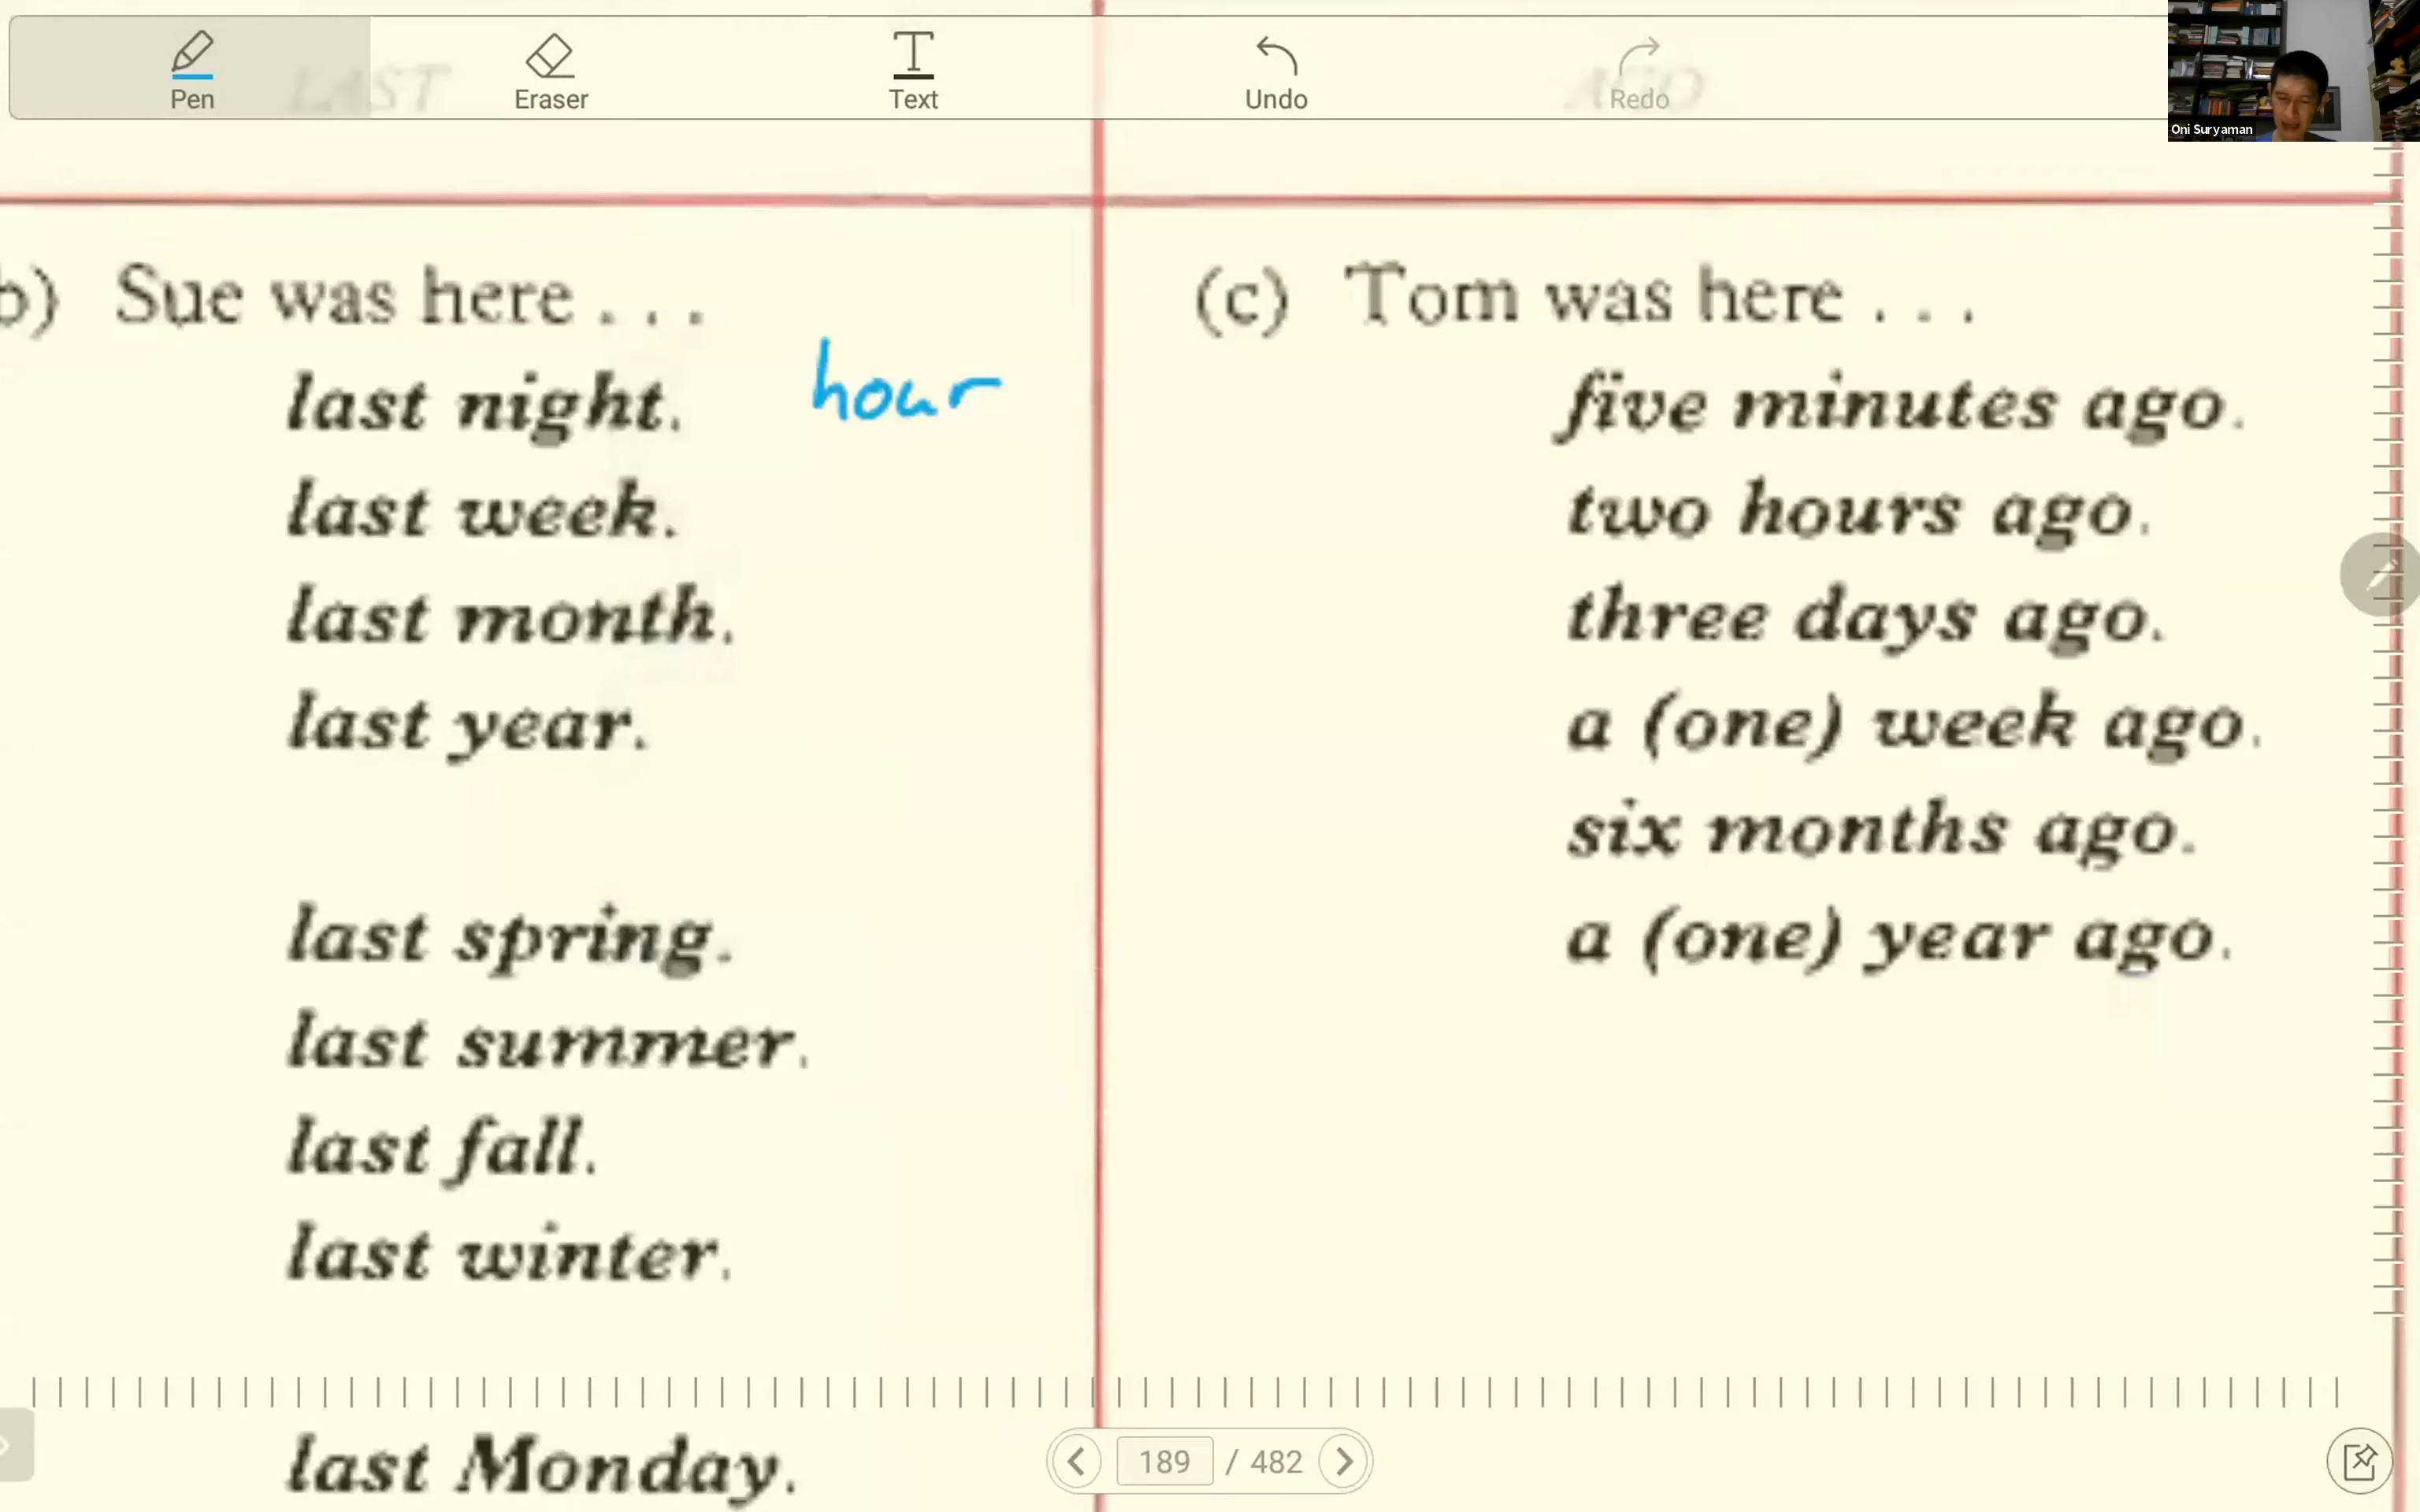 Pen
Eraser
Text
Undo
Redo
LAST
AGO
Oni Suryaman
b) Sue was here . . .
last night. hour
last week.
last month.
last year.
last spring.
last summer.
last fall.
last winter.
last Monday.
(c) Tom was here . . .
five minutes ago.
two hours ago.
three days ago.
a (one) week ago.
six months ago.
a (one) year ago.
189 / 482